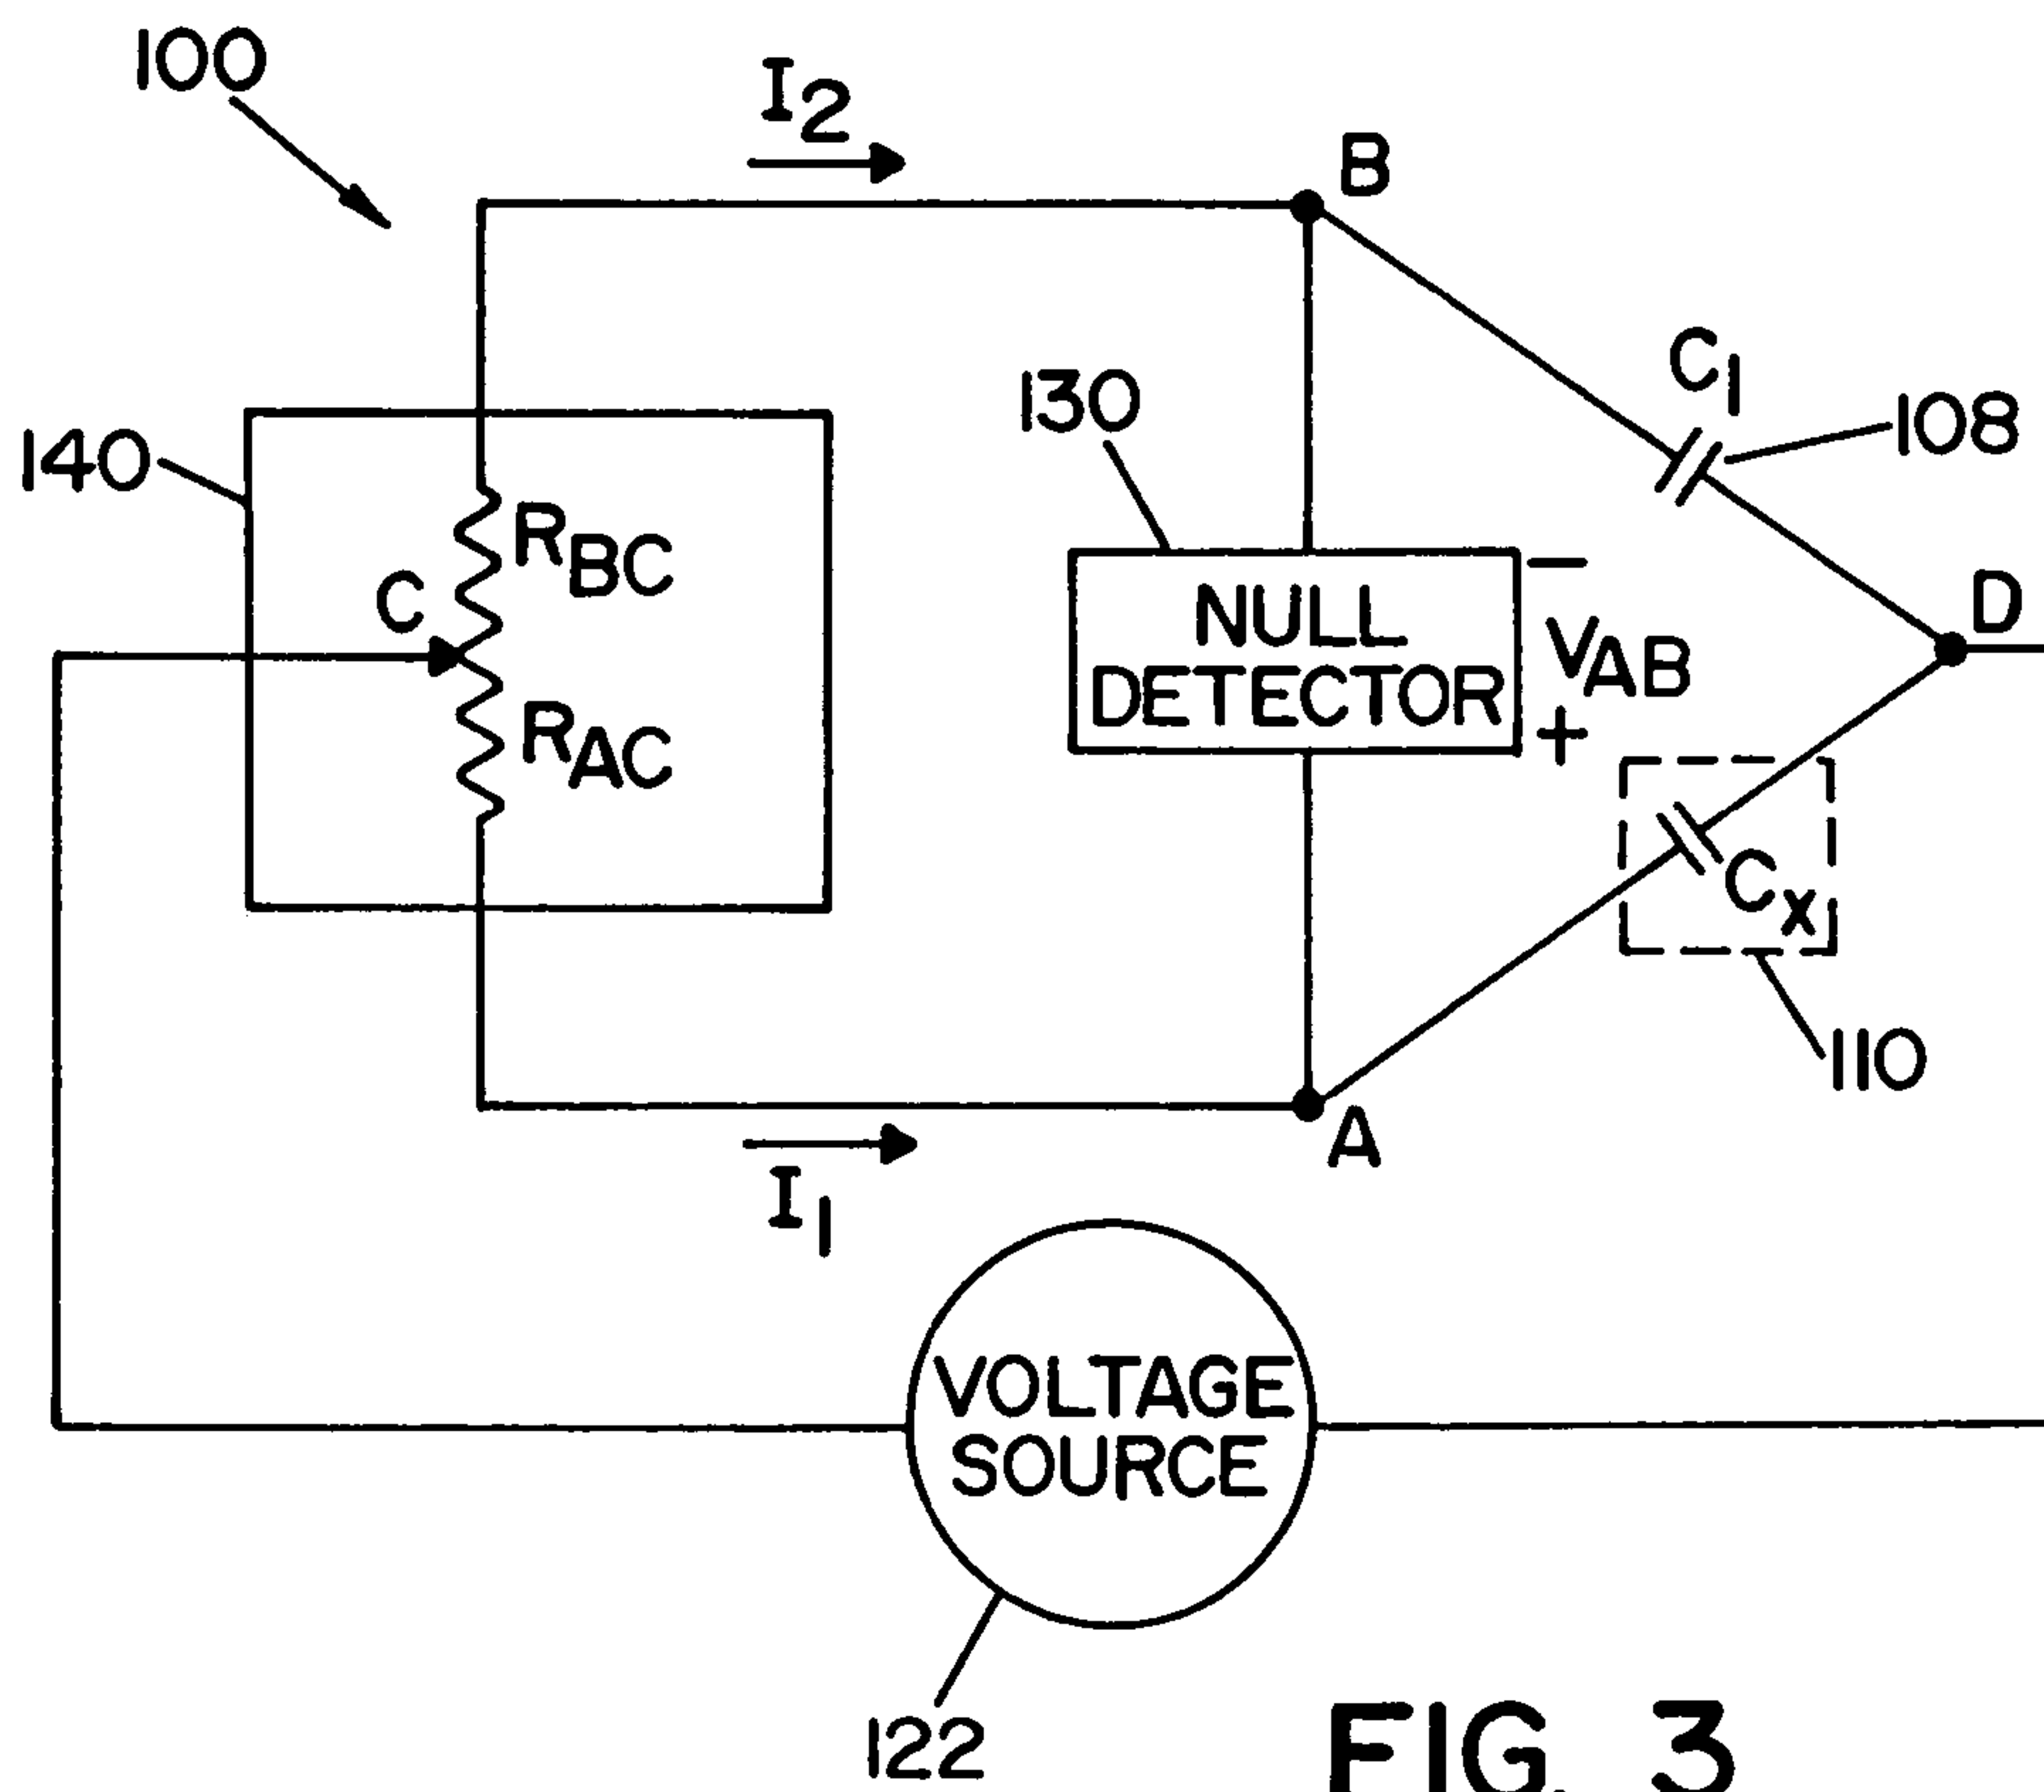 100
I2
B
C1
108
130
140
RBC
C
NULL
DETECTOR
−
VAB
+
D
RAC
CX
110
A
I1
VOLTAGE
SOURCE
122
FIG. 3